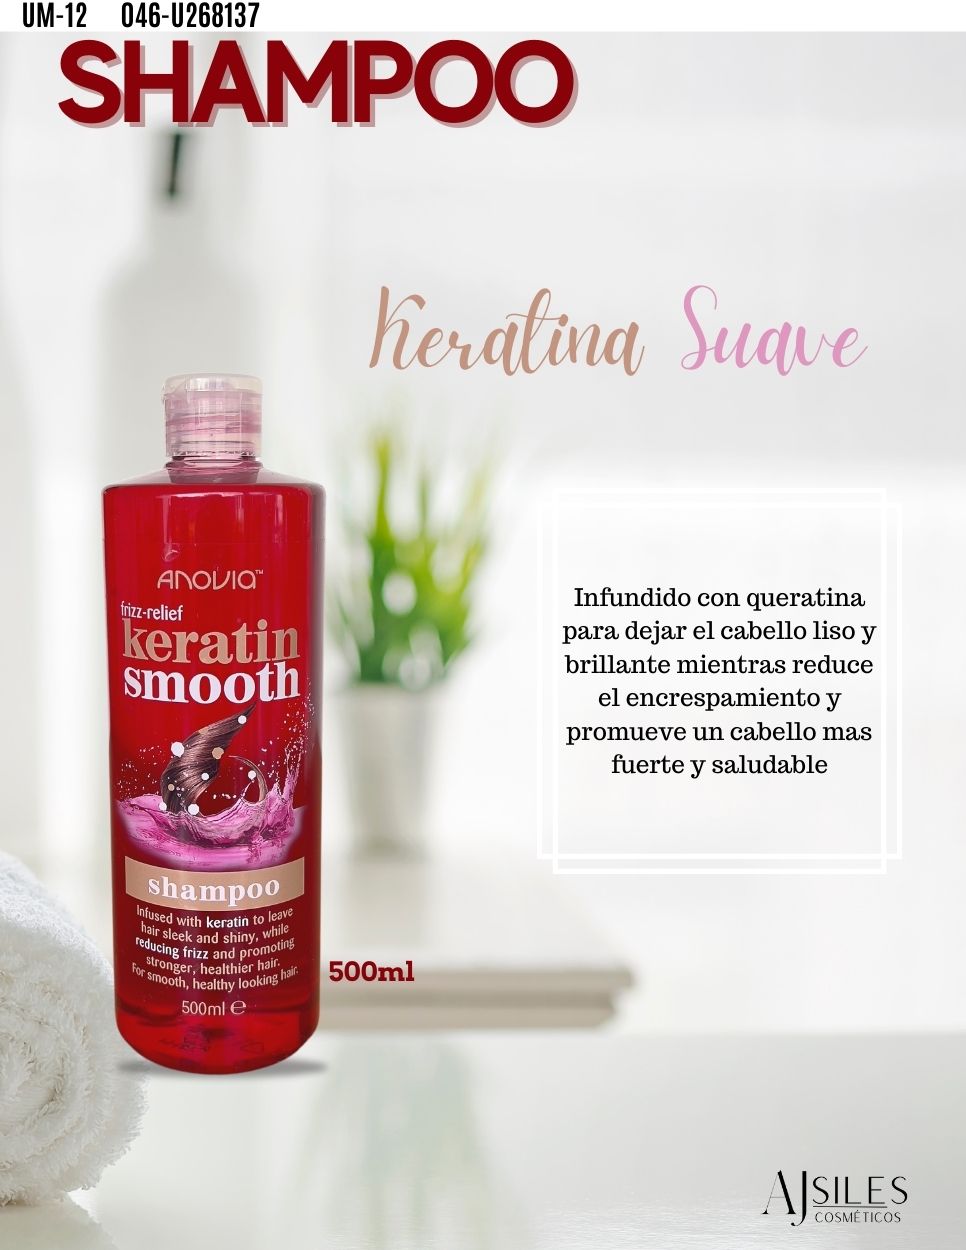 UM-12 046-U268137
SHAMPOO
Keratina Suave
Anovia™
frizz-relief
keratin
smooth
shampoo
Infused with keratin to leave
hair sleek and shiny, while
reducing frizz and promoting
stronger, healthier hair.
For smooth, healthy looking hair.
500ml ℮
Infundido con queratina
para dejar el cabello liso y
brillante mientras reduce
el encrespamiento y
promueve un cabello mas
fuerte y saludable
500ml
AJSILES
COSMÉTICOS